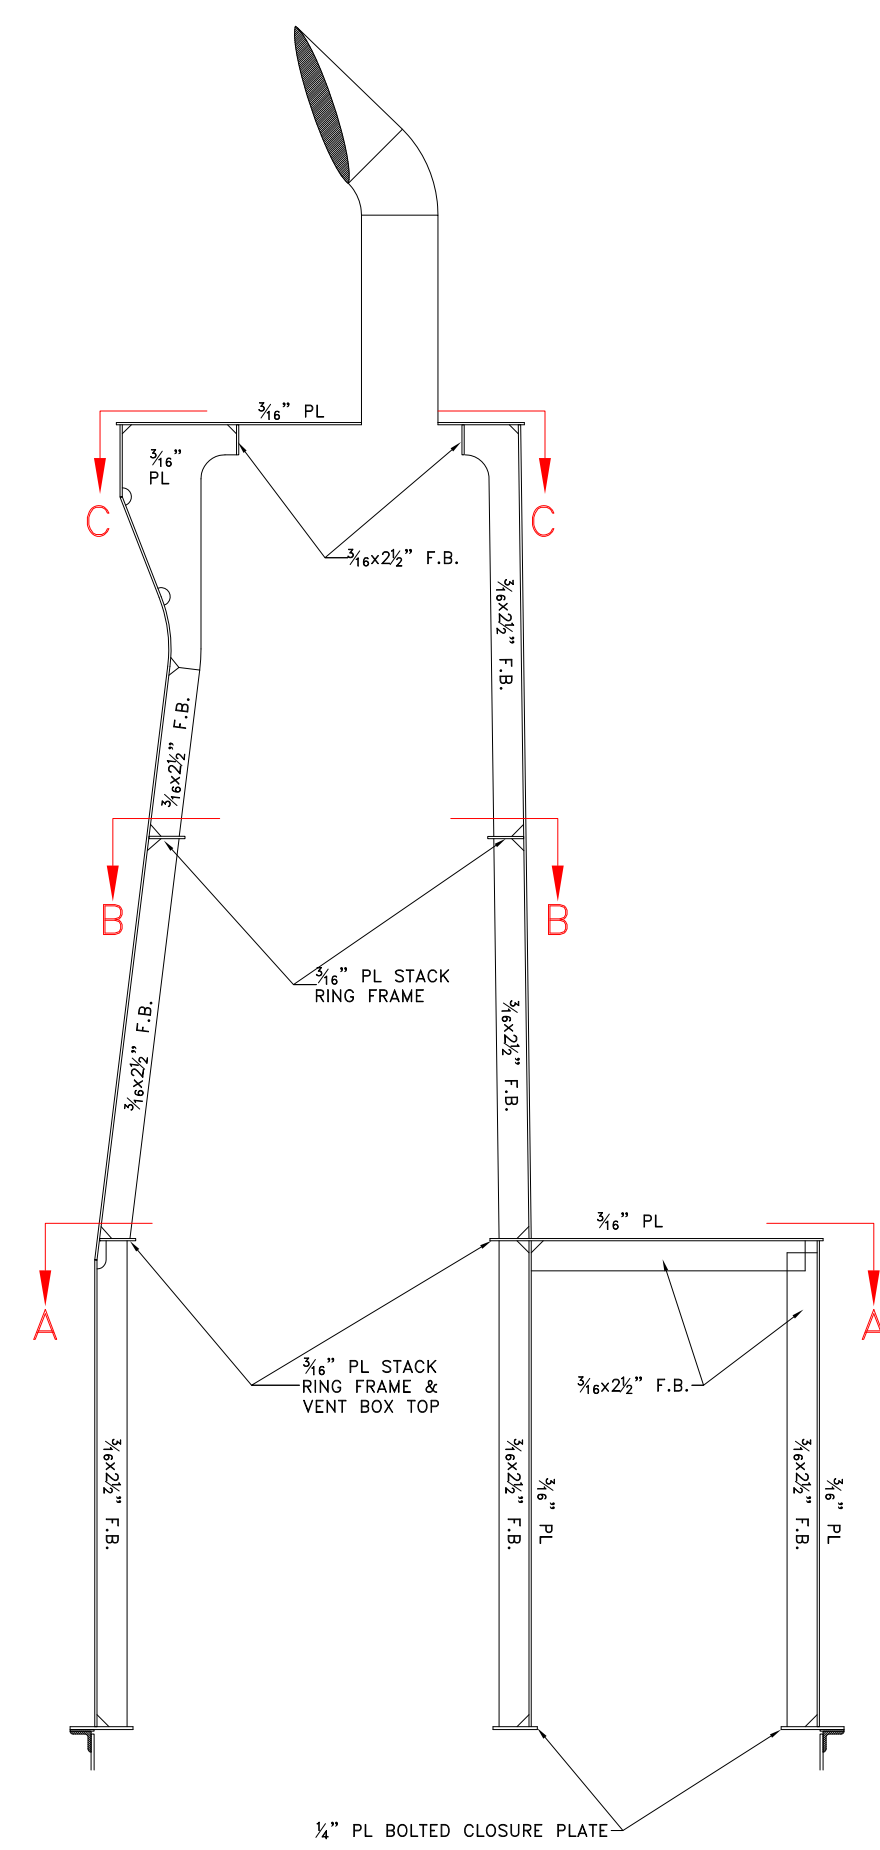 3/16" PL
3/16"
PL
C
C
3/16x2½" F.B.
3/16x2½" F.B.
3/16x2½" F.B.
B
B
3/16" PL STACK
RING FRAME
3/16x2½" F.B.
3/16x2½" F.B.
3/16" PL
A
A
3/16" PL STACK
RING FRAME &
VENT BOX TOP
3/16x2½" F.B.
3/16x2½" F.B.
3/16x2½" F.B.
3/16" PL
3/16x2½" F.B.
3/16" PL
¼" PL BOLTED CLOSURE PLATE